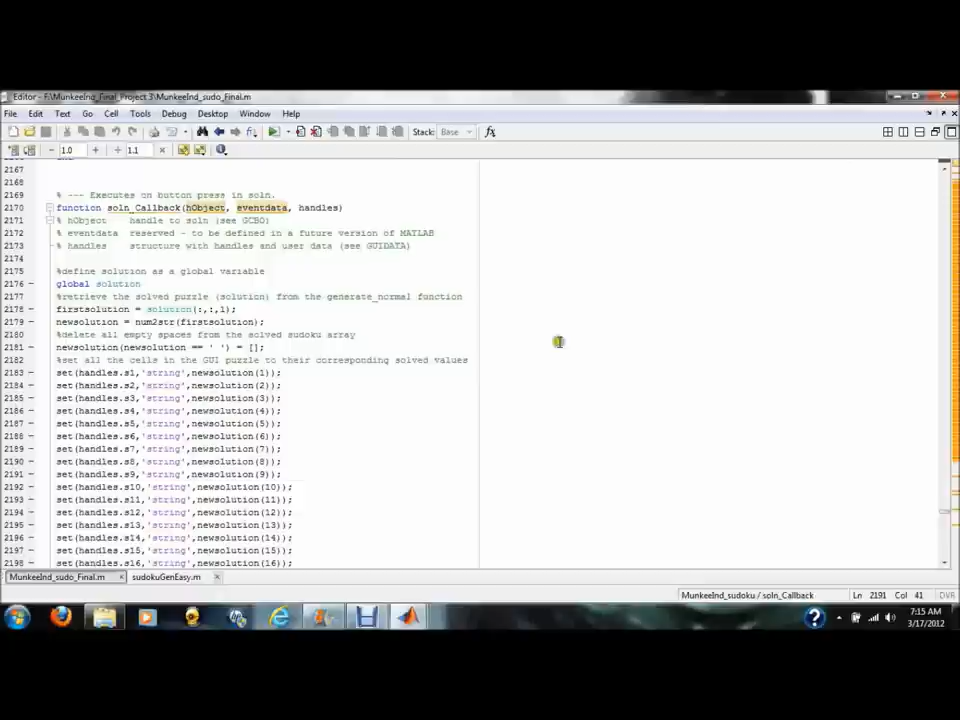 Editor - F:\MunkeeInd_Final_Project 3\MunkeeInd_sudo_Final.m
File Edit Text Go Cell Tools Debug Desktop Window Help
Stack: Base fx
1.0 1.1
2167
2168
2169 % --- Executes on button press in soln.
2170 function soln_Callback(hObject, eventdata, handles)
2171 % hObject handle to soln (see GCBO)
2172 % eventdata reserved - to be defined in a future version of MATLAB
2173 % handles structure with handles and user data (see GUIDATA)
2174
2175 %define solution as a global variable
2176 global solution
2177 %retrieve the solved puzzle (solution) from the generate_normal function
2178 firstsolution = solution(:,:,1);
2179 newsolution = num2str(firstsolution);
2180 %delete all empty spaces from the solved sudoku array
2181 newsolution(newsolution == ' ') = [];
2182 %set all the cells in the GUI puzzle to their corresponding solved values
2183 set(handles.s1,'string',newsolution(1));
2184 set(handles.s2,'string',newsolution(2));
2185 set(handles.s3,'string',newsolution(3));
2186 set(handles.s4,'string',newsolution(4));
2187 set(handles.s5,'string',newsolution(5));
2188 set(handles.s6,'string',newsolution(6));
2189 set(handles.s7,'string',newsolution(7));
2190 set(handles.s8,'string',newsolution(8));
2191 set(handles.s9,'string',newsolution(9));
2192 set(handles.s10,'string',newsolution(10));
2193 set(handles.s11,'string',newsolution(11));
2194 set(handles.s12,'string',newsolution(12));
2195 set(handles.s13,'string',newsolution(13));
2196 set(handles.s14,'string',newsolution(14));
2197 set(handles.s15,'string',newsolution(15));
2198 set(handles.s16,'string',newsolution(16));
MunkeeInd_sudo_Final.m sudokuGenEasy.m
MunkeeInd_sudoku / soln_Callback Ln 2191 Col 41 OVR
7:15 AM
3/17/2012